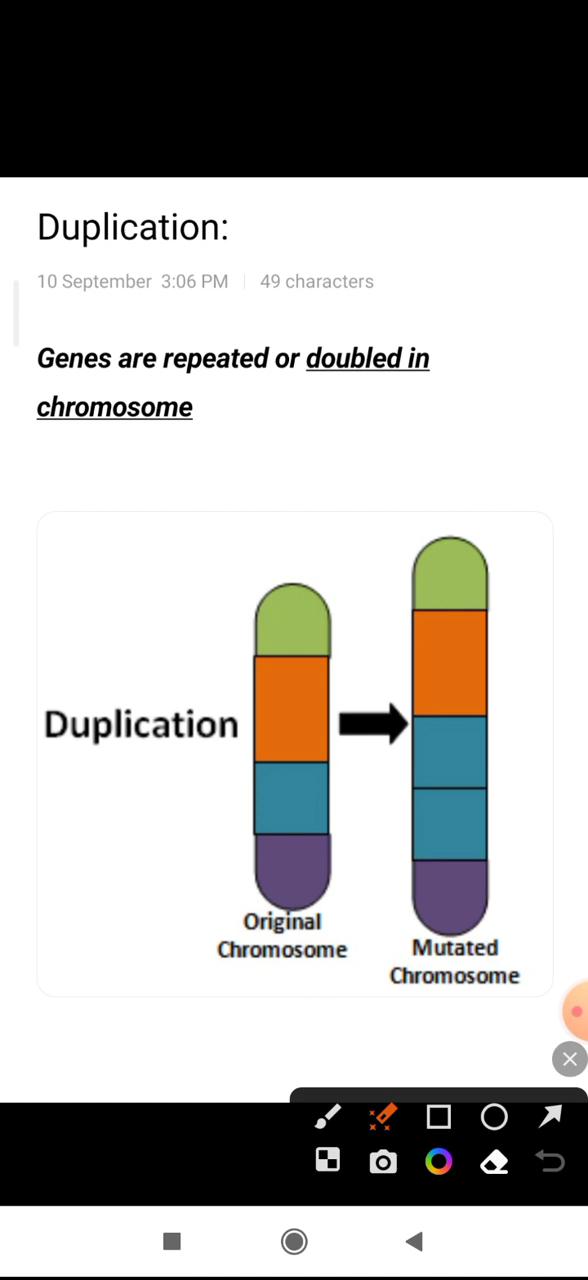 Duplication:
10 September 3:06 PM | 49 characters
Genes are repeated or doubled in
chromosome
Duplication
Original
Chromosome
Mutated
Chromosome